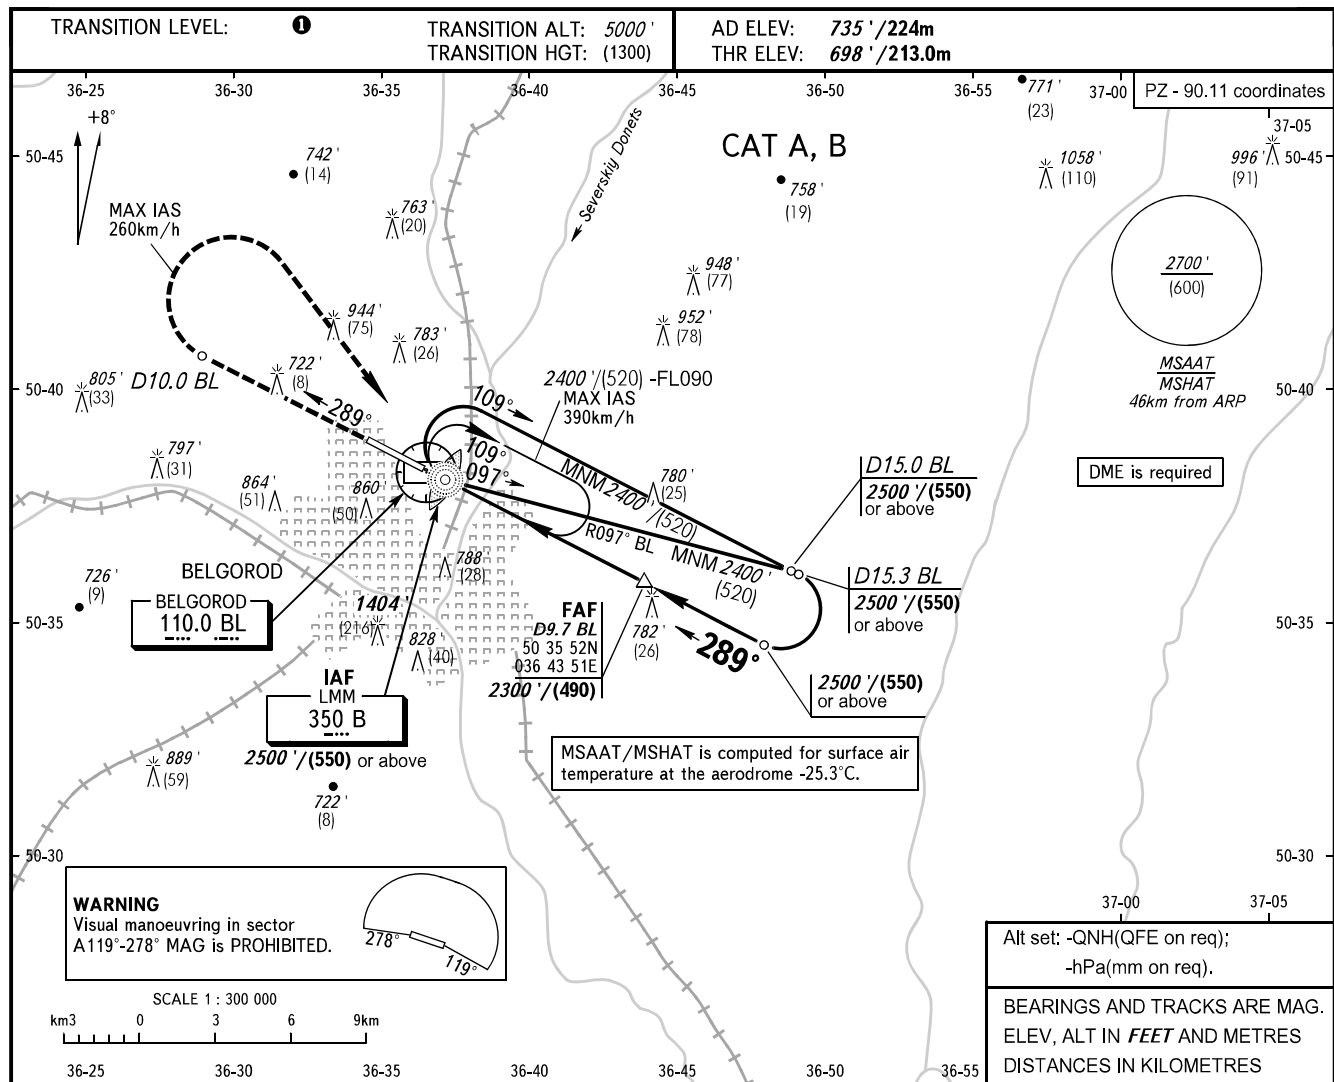 TRANSITION LEVEL: 1
TRANSITION ALT: 5000'
TRANSITION HGT: (1300)
AD ELEV: 735'/224m
THR ELEV: 698'/213.0m
36-25 36-30 36-35 36-40 36-45 36-50 36-55 37-00
PZ - 90.11 coordinates
37-05
771'
(23)
+8°
50-45
742'
(14)
Severskiy Donets
CAT A, B
1058'
(110)
996'
(91)
50-45
758'
(19)
MAX IAS
260km/h
763'
(20)
948'
(77)
2700'
(600)
944'
(75)
783'
(26)
952'
(78)
MSAAT
MSHAT
46km from ARP
50-40
805'
(33)
D10.0 BL
722'
(8)
2400'/(520) -FL090
MAX IAS
390km/h
50-40
289°
109°
109°
097°
797'
(31)
864'
(51)
860'
(50)
MNM 2400'/(520)
780'
(25)
D15.0 BL
2500'/(550)
or above
DME is required
R097° BL
MNM 2400'
(520)
788'
(28)
BELGOROD
726'
(9)
BELGOROD
110.0 BL
D15.3 BL
2500'/(550)
or above
50-35
1404'
(216)
828'
(40)
FAF
D9.7 BL
50 35 52N
036 43 51E
2300'/(490)
782'
(26)
289°
50-35
IAF
LMM
350 B
2500'/(550) or above
2500'/(550)
or above
889'
(59)
722'
(8)
MSAAT/MSHAT is computed for surface air
temperature at the aerodrome -25.3°C.
50-30
50-30
WARNING
Visual manoeuvring in sector
A119°-278° MAG is PROHIBITED.
278°
119°
37-00 37-05
SCALE 1 : 300 000
km3 0 3 6 9km
Alt set: -QNH(QFE on req);
-hPa(mm on req).
BEARINGS AND TRACKS ARE MAG.
ELEV, ALT IN FEET AND METRES
DISTANCES IN KILOMETRES
36-25 36-30 36-35 36-40 36-45 36-50 36-55